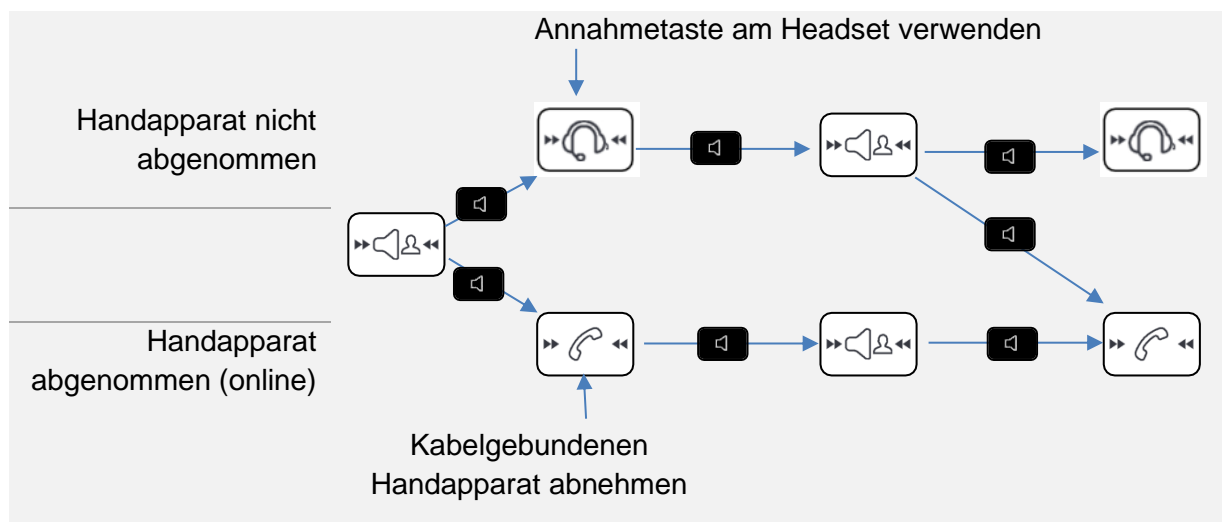 Annahmetaste am Headset verwenden
Handapparat nicht
abgenommen
Handapparat
abgenommen (online)
Kabelgebundenen
Handapparat abnehmen